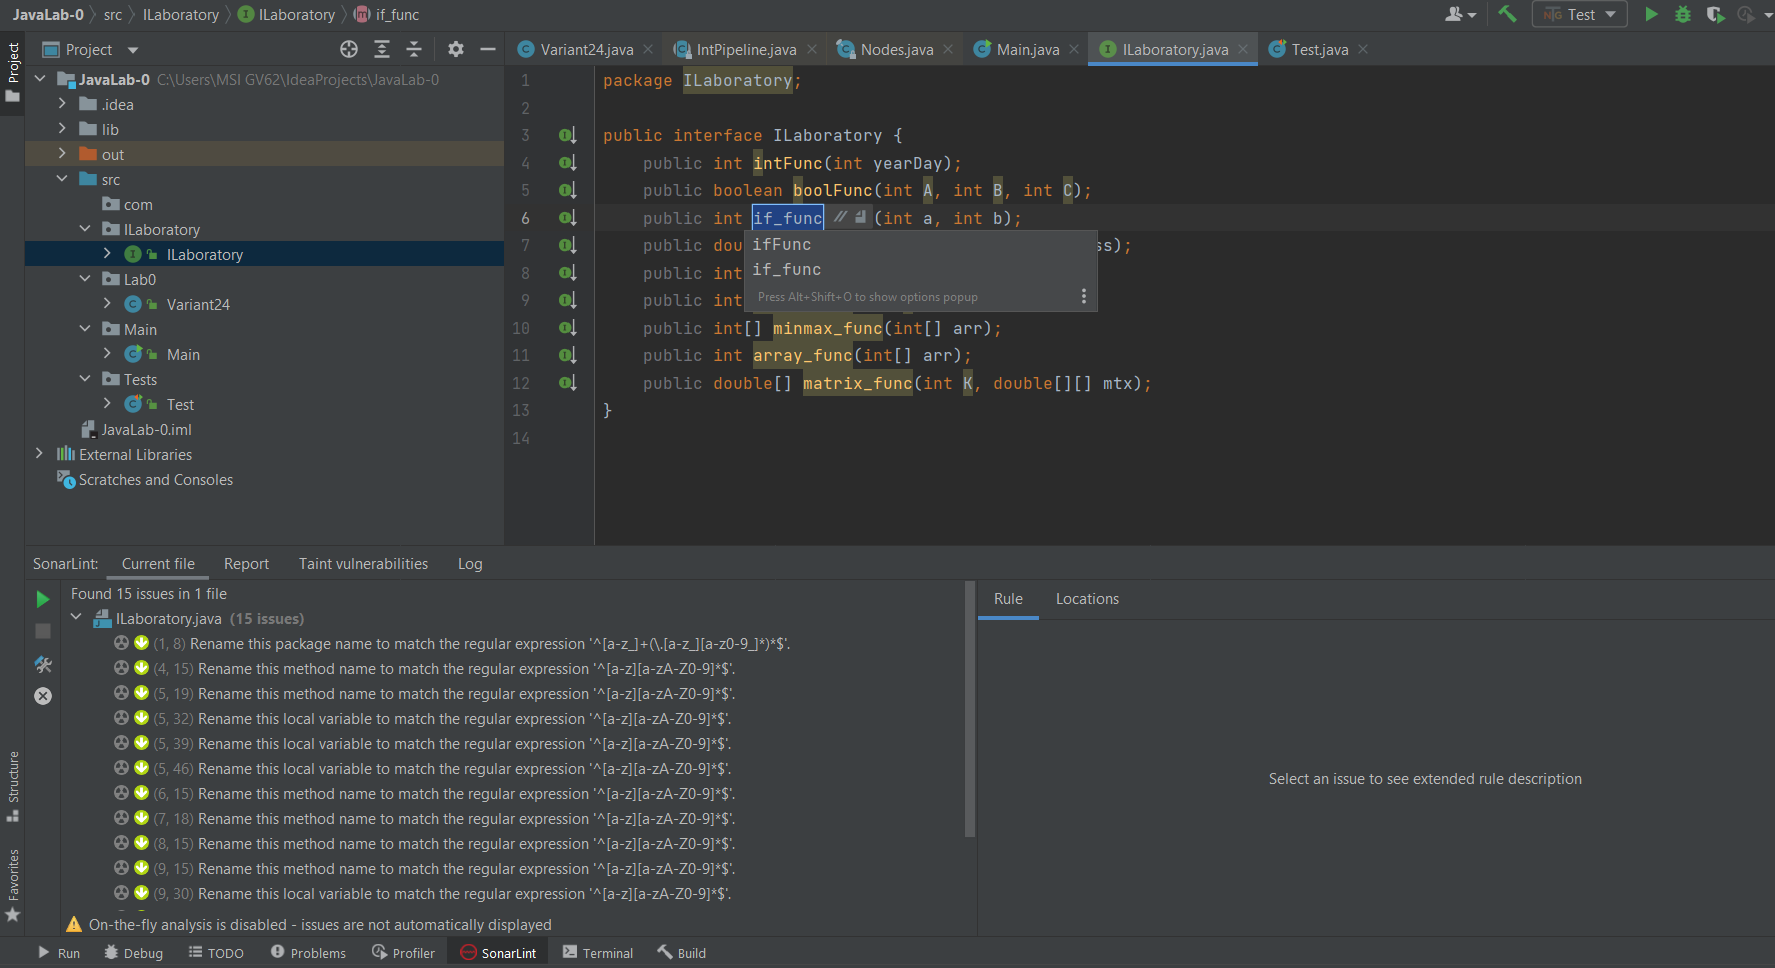 JavaLab-0 〉 src 〉 ILaboratory 〉 ILaboratory 〉 if_func
Test
Project
Variant24.java
IntPipeline.java
Nodes.java
Main.java
ILaboratory.java
Test.java
Project
JavaLab-0 C:\Users\MSI GV62\IdeaProjects\JavaLab-0
.idea
lib
out
src
com
ILaboratory
ILaboratory
Lab0
Variant24
Main
Main
Tests
Test
JavaLab-0.iml
External Libraries
Scratches and Consoles
1 package ILaboratory;
2
3 public interface ILaboratory {
4 public int intFunc(int yearDay);
5 public boolean boolFunc(int A, int B, int C);
6 public int if_func (int a, int b);
7 public dou ss);
8 public int
9 public int
ifFunc
if_func
Press Alt+Shift+O to show options popup
10 public int[] minmax_func(int[] arr);
11 public int array_func(int[] arr);
12 public double[] matrix_func(int K, double[][] mtx);
13 }
14
SonarLint: Current file Report Taint vulnerabilities Log
Found 15 issues in 1 file
ILaboratory.java (15 issues)
(1, 8) Rename this package name to match the regular expression '^[a-z_]+(\.[a-z_][a-z0-9_]*)*$'.
(4, 15) Rename this method name to match the regular expression '^[a-z][a-zA-Z0-9]*$'.
(5, 19) Rename this method name to match the regular expression '^[a-z][a-zA-Z0-9]*$'.
(5, 32) Rename this local variable to match the regular expression '^[a-z][a-zA-Z0-9]*$'.
(5, 39) Rename this local variable to match the regular expression '^[a-z][a-zA-Z0-9]*$'.
(5, 46) Rename this local variable to match the regular expression '^[a-z][a-zA-Z0-9]*$'.
(6, 15) Rename this method name to match the regular expression '^[a-z][a-zA-Z0-9]*$'.
(7, 18) Rename this method name to match the regular expression '^[a-z][a-zA-Z0-9]*$'.
(8, 15) Rename this method name to match the regular expression '^[a-z][a-zA-Z0-9]*$'.
(9, 15) Rename this method name to match the regular expression '^[a-z][a-zA-Z0-9]*$'.
(9, 30) Rename this local variable to match the regular expression '^[a-z][a-zA-Z0-9]*$'.
On-the-fly analysis is disabled - issues are not automatically displayed
Rule Locations
Select an issue to see extended rule description
Structure
Favorites
Run Debug TODO Problems Profiler SonarLint Terminal Build